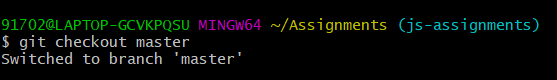 91702@LAPTOP-GCVKPQSU MINGW64 ~/Assignments (js-assignments)
$ git checkout master
Switched to branch 'master'